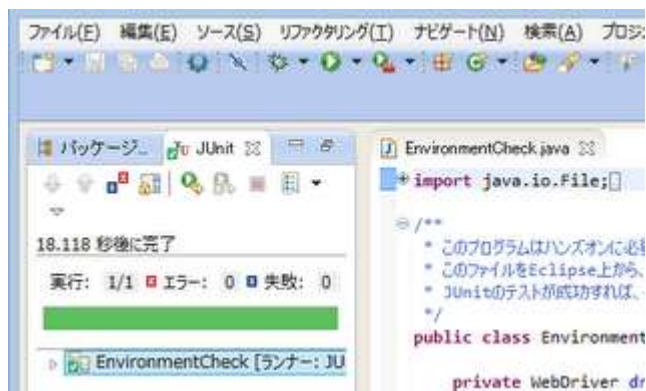 ファイル(F) 編集(E) ソース(S) リファクタリング(T) ナビゲート(N) 検索(A) プロジ
パッケージ... JUnit
18.118 秒後に完了
実行: 1/1 エラー: 0 失敗: 0
EnvironmentCheck [ランナー: JU
EnvironmentCheck.java
import java.io.File;
/**
* このプログラムはハンズオンに必
* このファイルをEclipse上から、
* JUnitのテストが成功すれば、
*/
public class Environment
private WebDriver dr